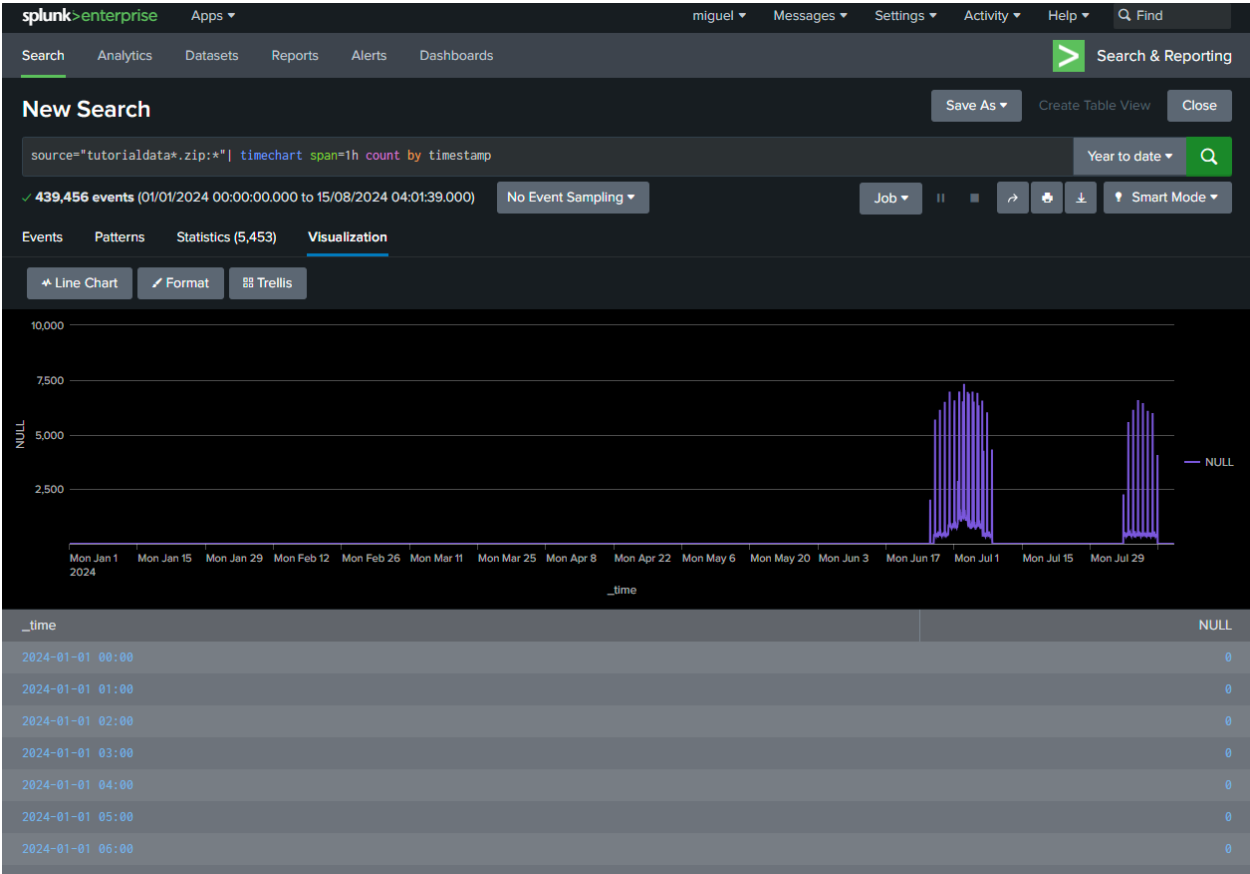 splunk>enterprise Apps miguel Messages Settings Activity Help Find
Search Analytics Datasets Reports Alerts Dashboards Search & Reporting
New Search Save As Create Table View Close
source="tutorialdata*.zip:*"| timechart span=1h count by timestamp Year to date
439,456 events (01/01/2024 00:00:00.000 to 15/08/2024 04:01:39.000) No Event Sampling Job Smart Mode
Events Patterns Statistics (5,453) Visualization
Line Chart Format Trellis
10,000
7,500
5,000
2,500
NULL
NULL
Mon Jan 1 Mon Jan 15 Mon Jan 29 Mon Feb 12 Mon Feb 26 Mon Mar 11 Mon Mar 25 Mon Apr 8 Mon Apr 22 Mon May 6 Mon May 20 Mon Jun 3 Mon Jun 17 Mon Jul 1 Mon Jul 15 Mon Jul 29
2024
_time
_time NULL
2024-01-01 00:00 0
2024-01-01 01:00 0
2024-01-01 02:00 0
2024-01-01 03:00 0
2024-01-01 04:00 0
2024-01-01 05:00 0
2024-01-01 06:00 0